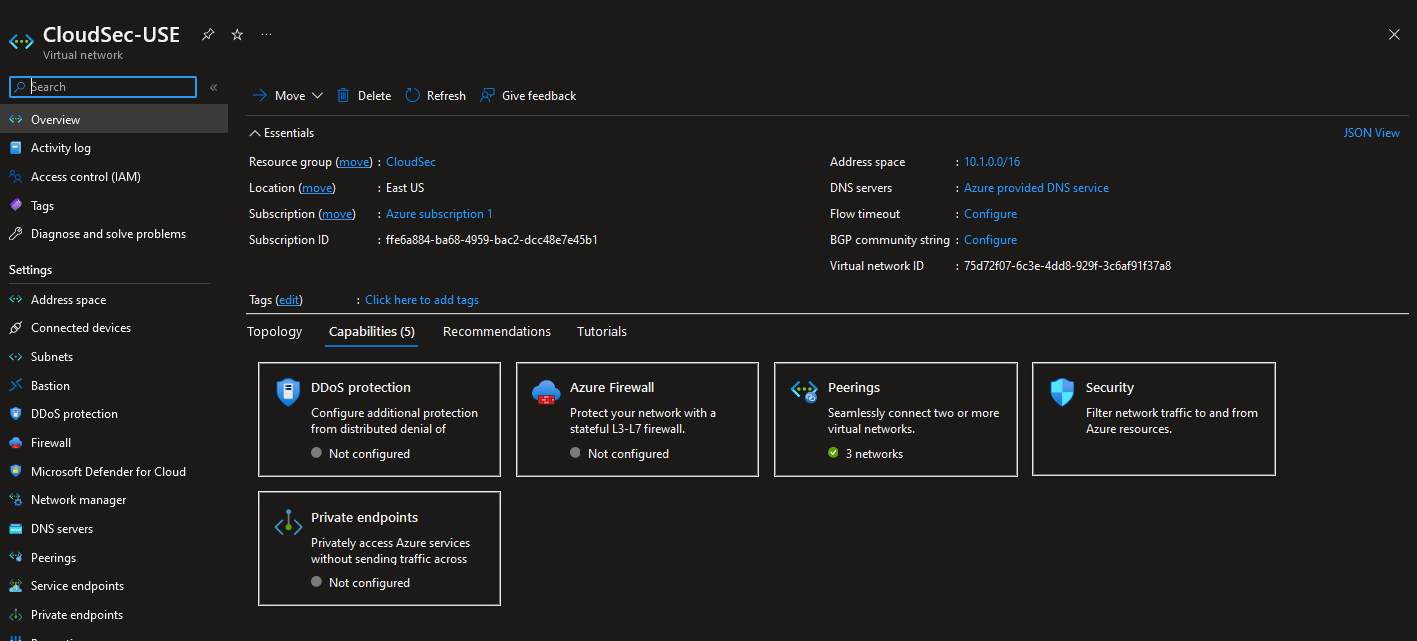 CloudSec-USE
Virtual network
Search
Overview
Activity log
Access control (IAM)
Tags
Diagnose and solve problems
Settings
Address space
Connected devices
Subnets
Bastion
DDoS protection
Firewall
Microsoft Defender for Cloud
Network manager
DNS servers
Peerings
Service endpoints
Private endpoints
Move
Delete
Refresh
Give feedback
Essentials
JSON View
Resource group (move) : CloudSec
Location (move) : East US
Subscription (move) : Azure subscription 1
Subscription ID : ffe6a884-ba68-4959-bac2-dcc48e7e45b1
Address space : 10.1.0.0/16
DNS servers : Azure provided DNS service
Flow timeout : Configure
BGP community string : Configure
Virtual network ID : 75d72f07-6c3e-4dd8-929f-3c6af91f37a8
Tags (edit) : Click here to add tags
Topology
Capabilities (5)
Recommendations
Tutorials
DDoS protection
Configure additional protection
from distributed denial of
Not configured
Azure Firewall
Protect your network with a
stateful L3-L7 firewall.
Not configured
Peerings
Seamlessly connect two or more
virtual networks.
3 networks
Security
Filter network traffic to and from
Azure resources.
Private endpoints
Privately access Azure services
without sending traffic across
Not configured